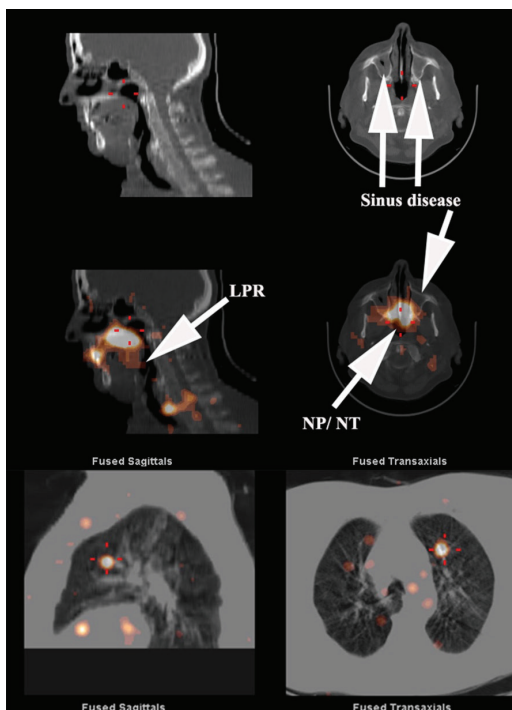 Sinus disease
LPR
NP/ NT
Fused Sagittals
Fused Transaxials
Fused Sagittals
Fused Transaxials